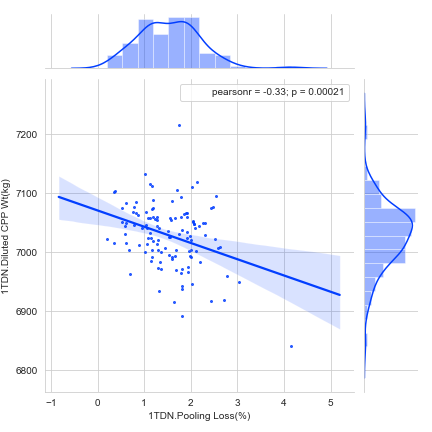 pearsonr = -0.33; p = 0.00021
7200
7100
7000
6900
6800
1TDN.Diluted CPP Wt(kg)
−1 0 1 2 3 4 5
1TDN.Pooling Loss(%)